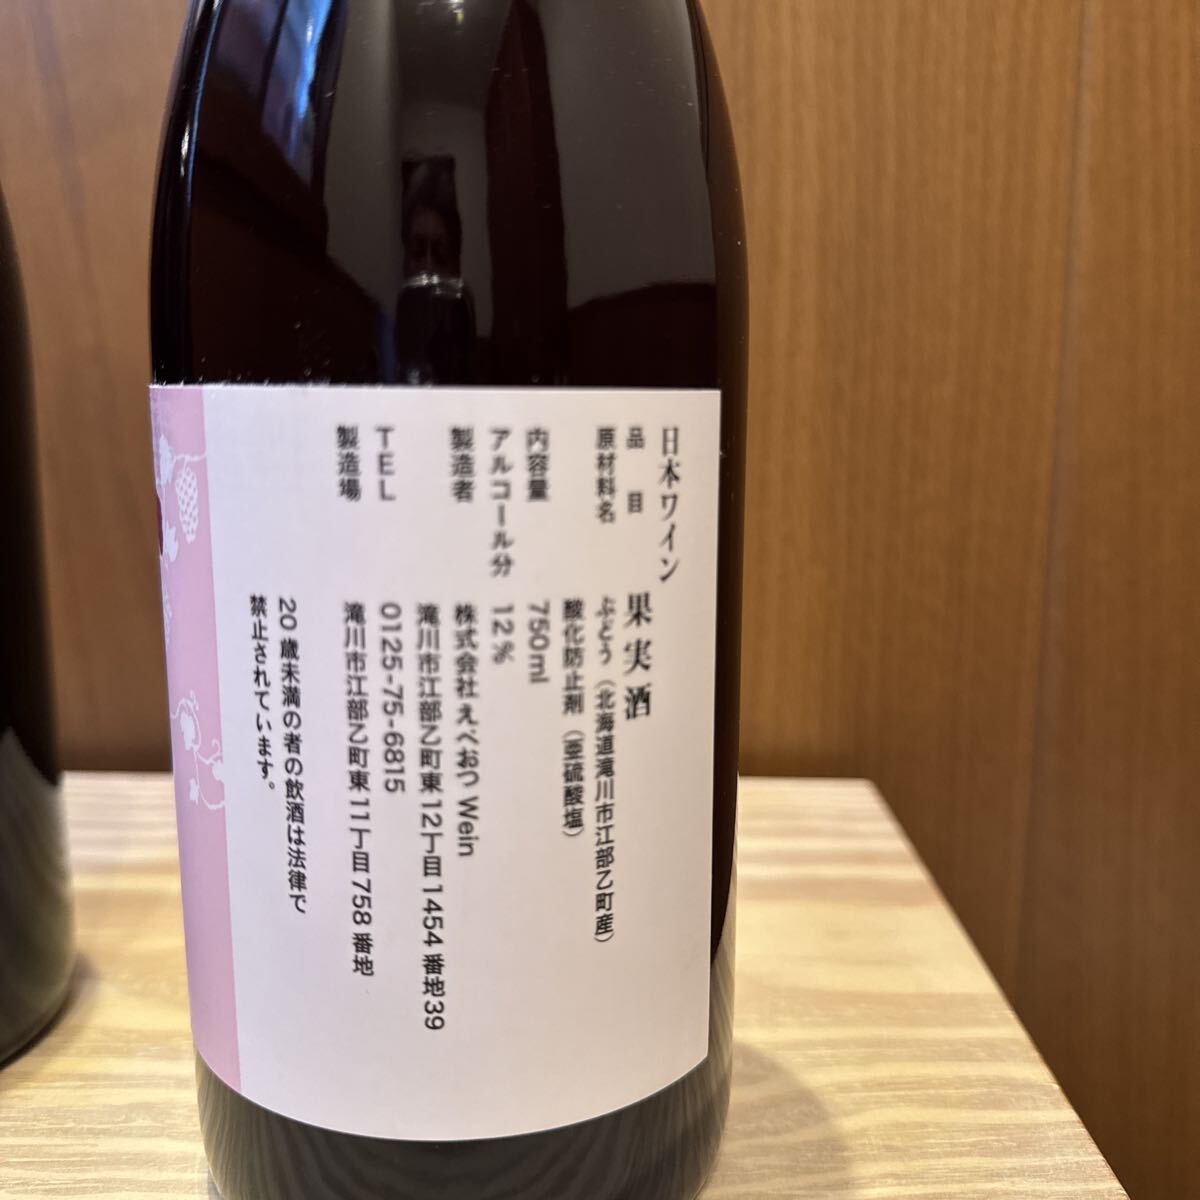 日本ワイン
品目 果実酒
原材料名 ぶどう（北海道滝川市江部乙町産）
酸化防止剤（亜硫酸塩）
内容量 750ml
アルコール分 12%
製造者 株式会社えべおつWein
滝川市江部乙町東12丁目1454番地39
TEL 0125-75-6815
製造場 滝川市江部乙町東11丁目758番地
20歳未満の者の飲酒は法律で
禁止されています。